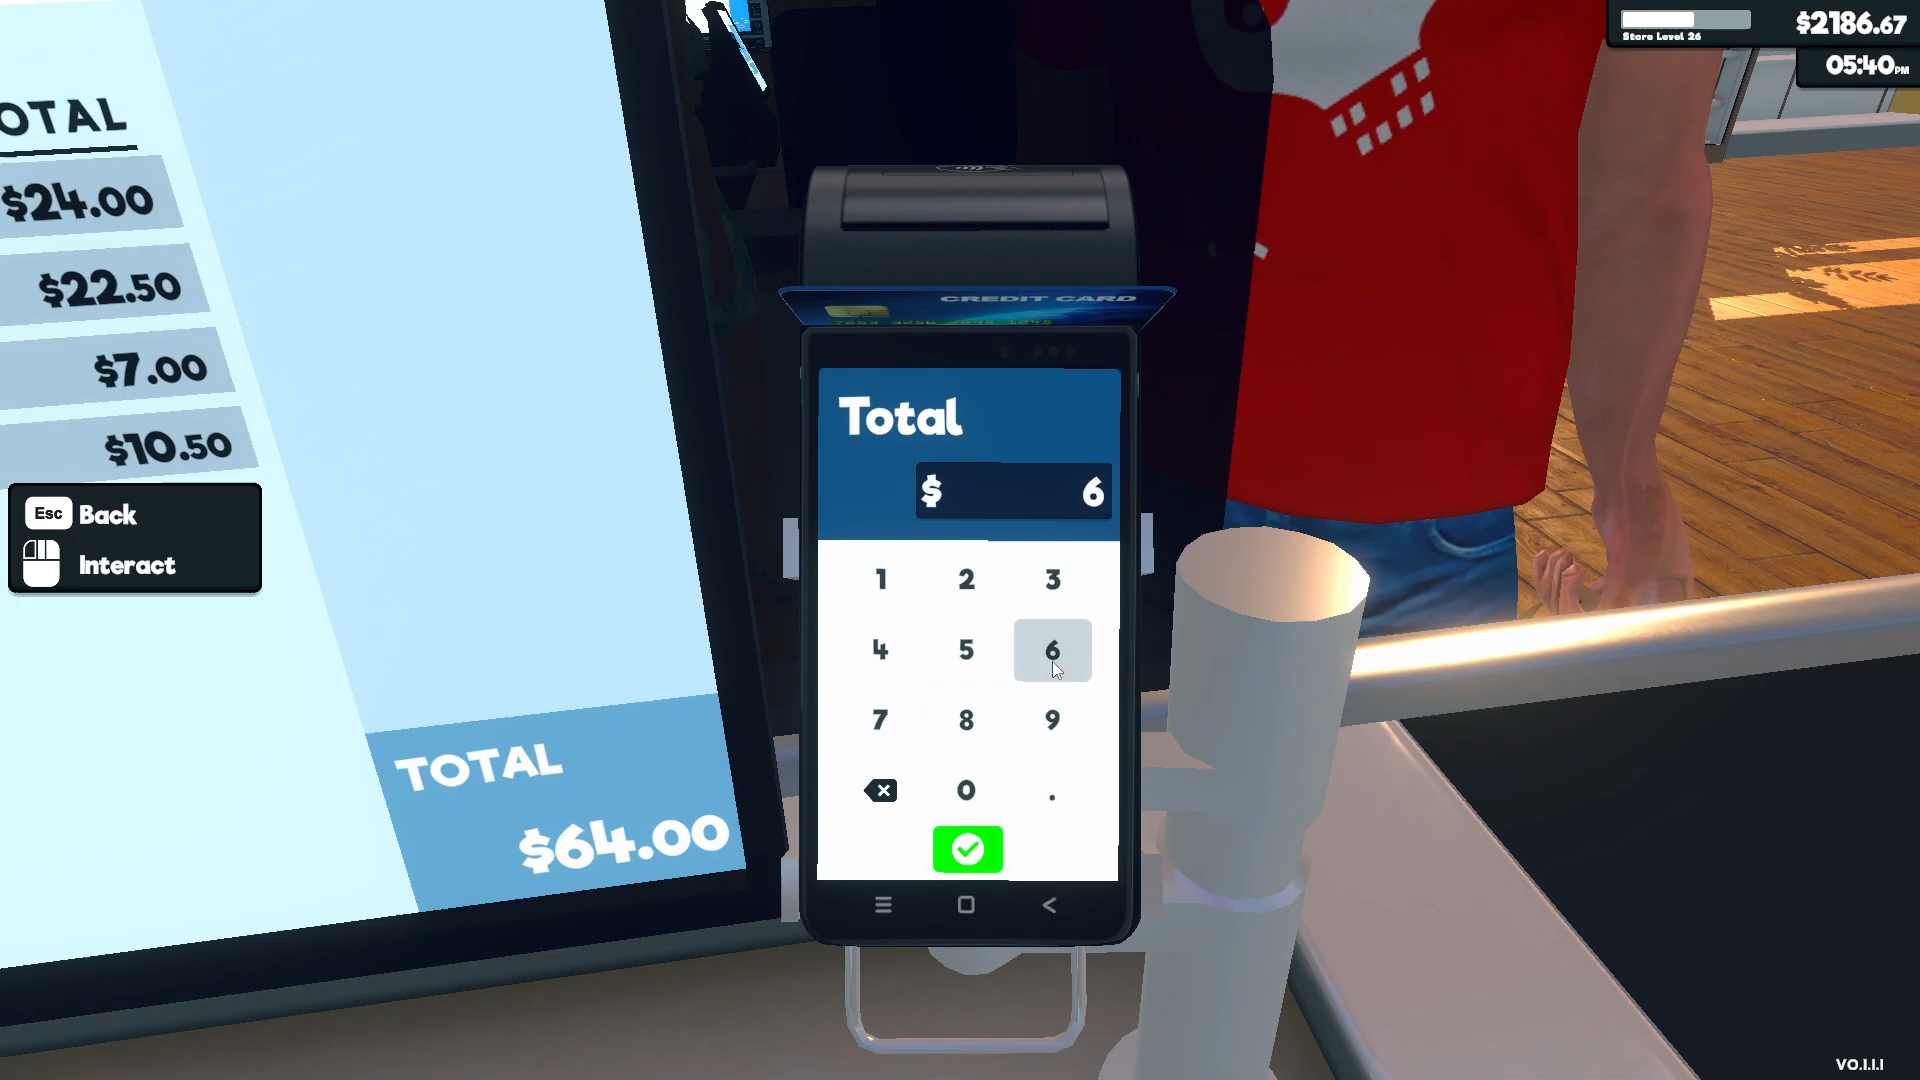 OTAL
$24.00
$22.50
$7.00
$10.50
Esc Back
Interact
TOTAL
$64.00
CREDIT CARD
Total
$ 6
1 2 3
4 5 6
7 8 9
0 .
Store Level 26
$2186.67
05:40PM
V0.1.1.1